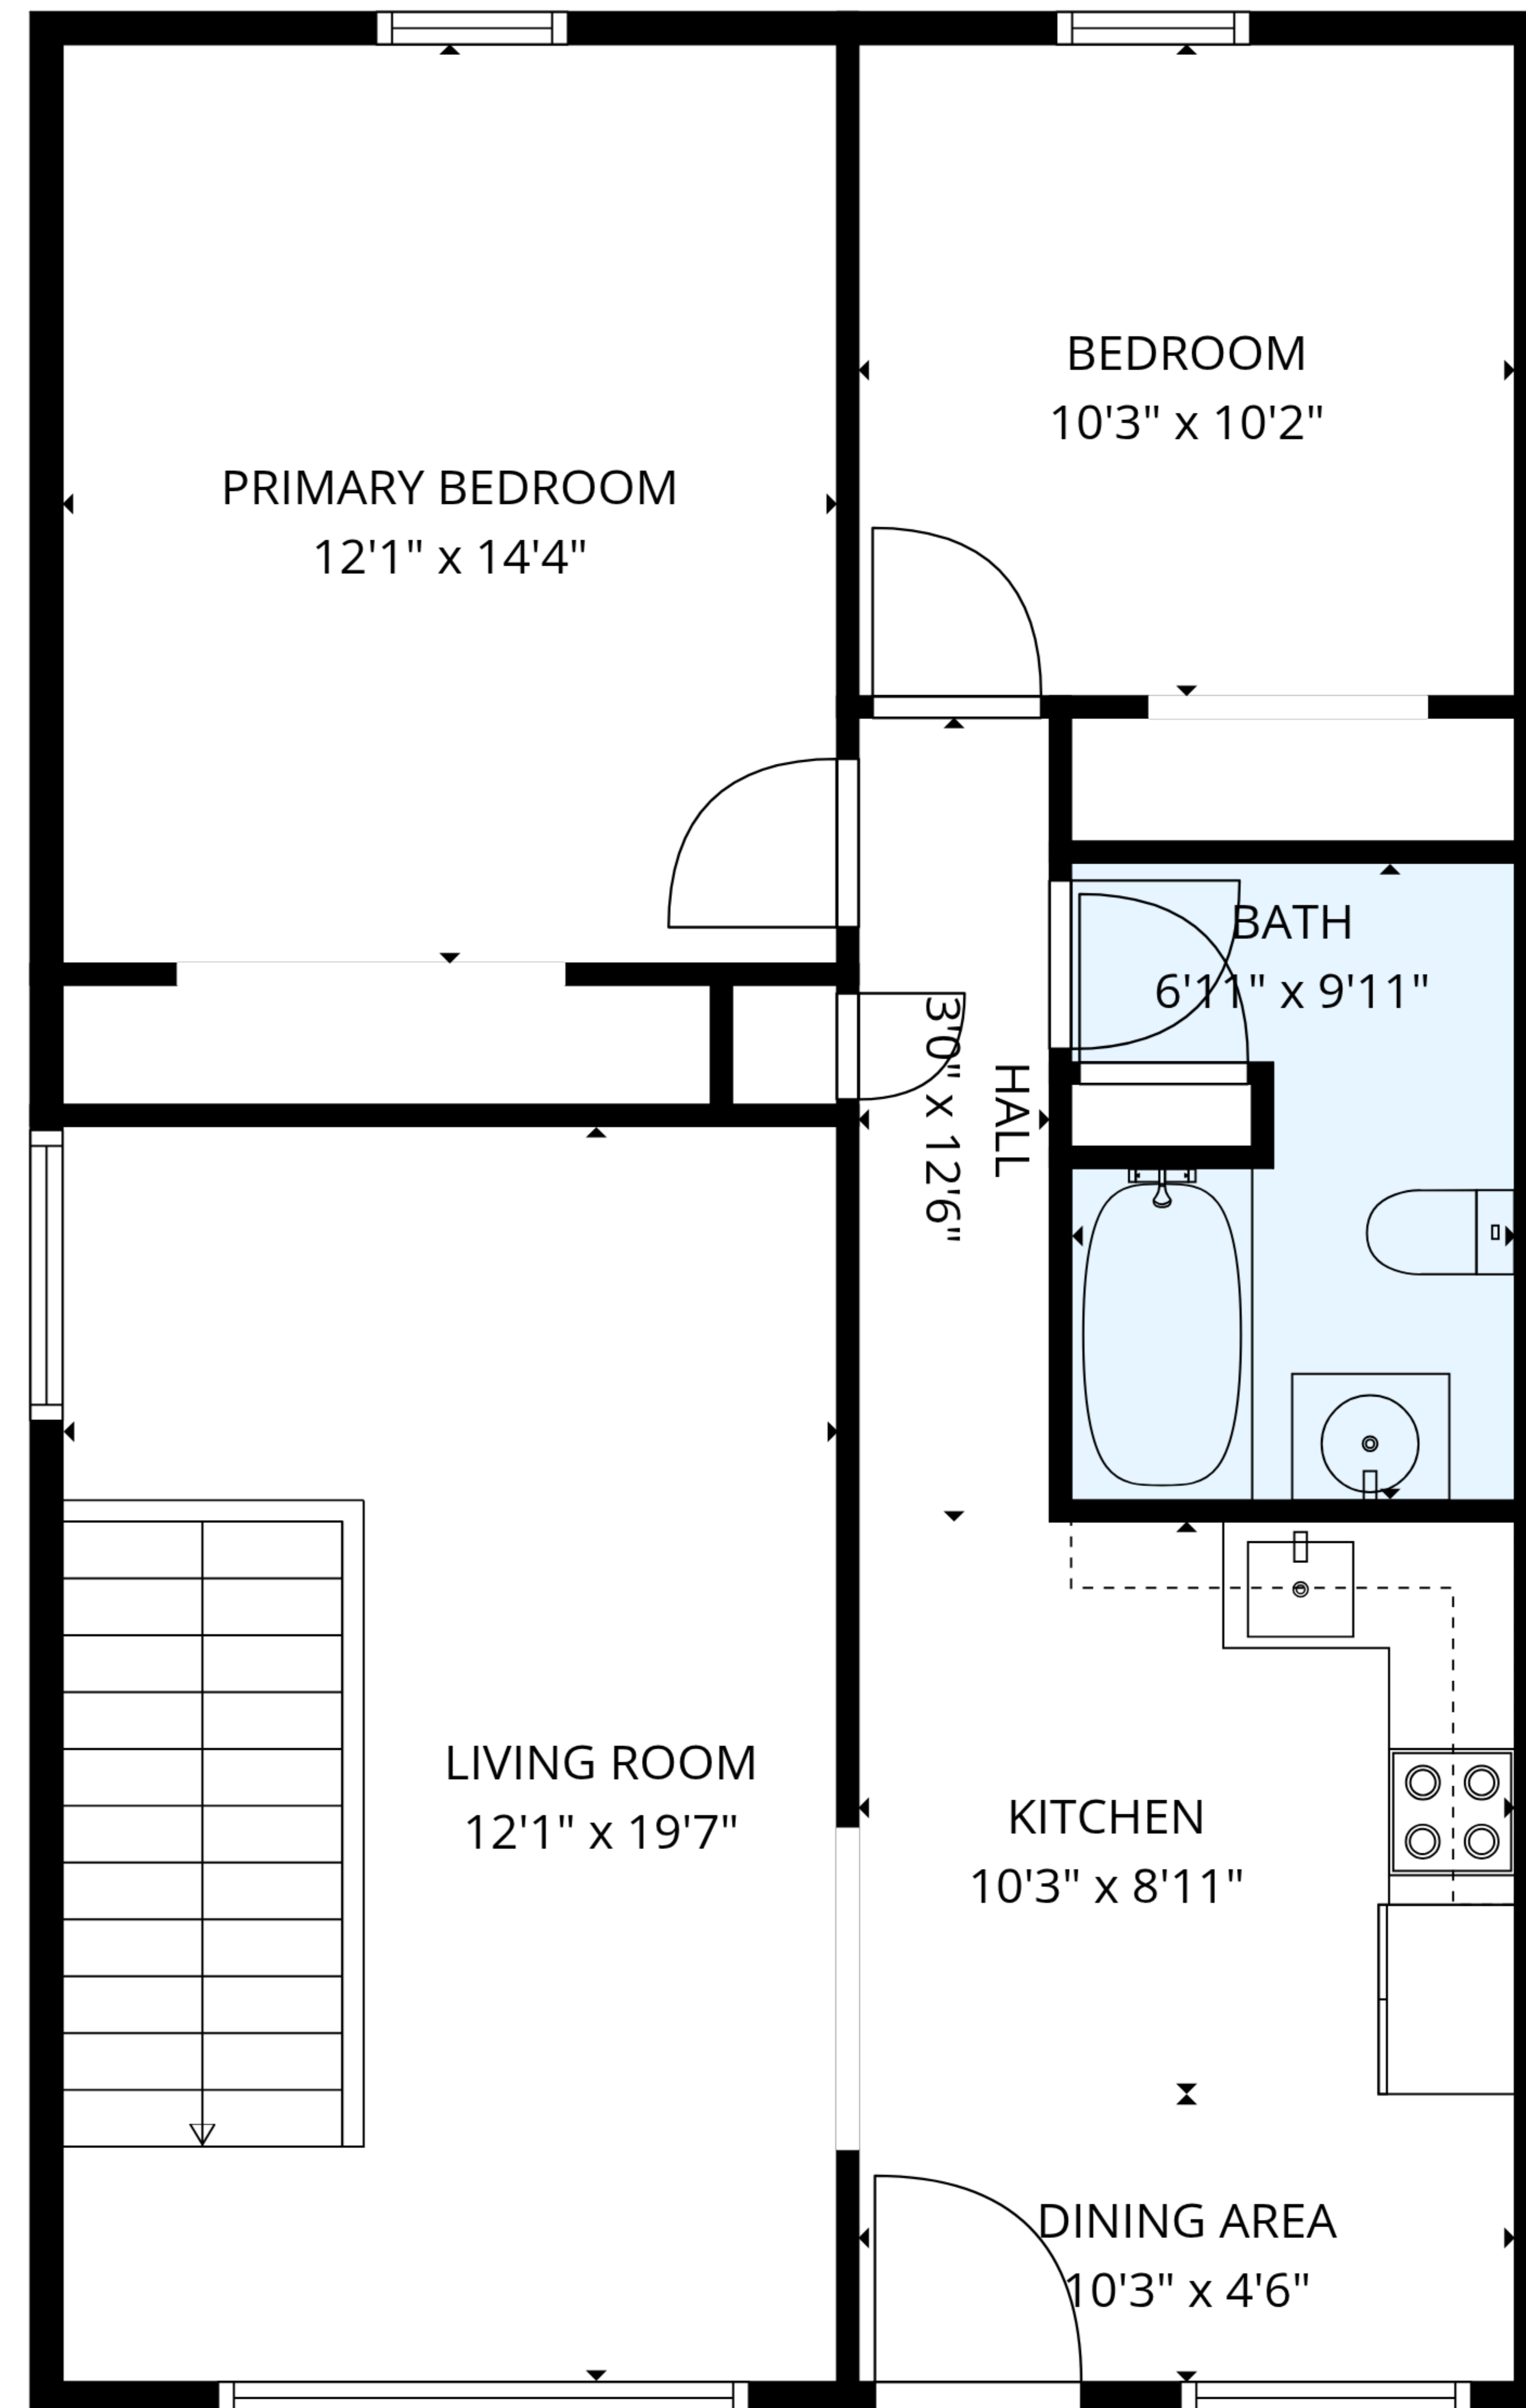 BEDROOM
10'3" x 10'2"
PRIMARY BEDROOM
12'1" x 14'4"
BATH
6'11" x 9'11"
HALL
3'0" x 12'6"
LIVING ROOM
12'1" x 19'7"
KITCHEN
10'3" x 8'11"
DINING AREA
10'3" x 4'6"